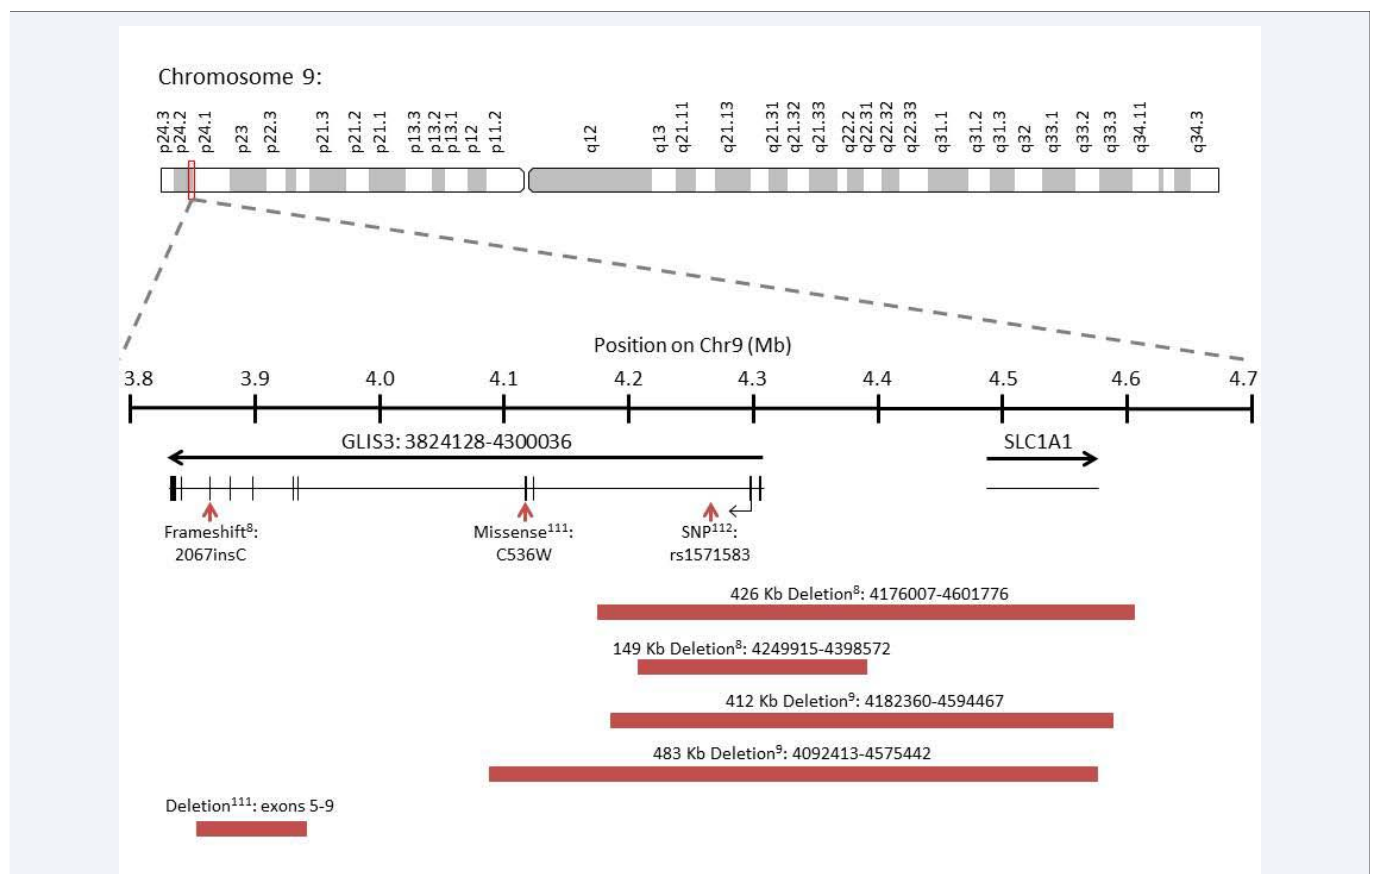 Chromosome 9:
p24.3 p24.2 p24.1 p23 p22.3 p21.3 p21.2 p21.1 p13.3 p13.2 p13.1 p12 p11.2 q12 q13 q21.11 q21.13 q21.31 q21.32 q21.33 q22.2 q22.31 q22.32 q22.33 q31.1 q31.2 q31.3 q32 q33.1 q33.2 q33.3 q34.11 q34.3
Position on Chr9 (Mb)
3.8 3.9 4.0 4.1 4.2 4.3 4.4 4.5 4.6 4.7
GLIS3: 3824128-4300036 SLC1A1
Frameshift⁸: Missense¹¹¹: SNP¹¹²:
2067insC C536W rs1571583
426 Kb Deletion⁸: 4176007-4601776
149 Kb Deletion⁸: 4249915-4398572
412 Kb Deletion⁹: 4182360-4594467
483 Kb Deletion⁹: 4092413-4575442
Deletion¹¹¹: exons 5-9